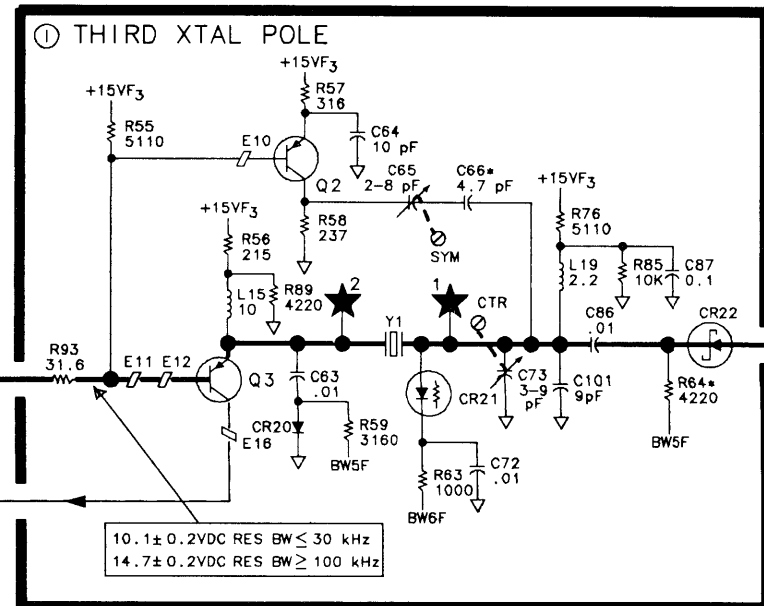 ① THIRD XTAL POLE
+15VF3
R57
316
+15VF3
R55
5110
E10
C64
10 pF
Q2
C65
2-8 pF
C66*
4.7 pF
+15VF3
R58
237
SYM
+15VF3
R76
5110
R56
215
L15
10
R89
4220
2
1
CTR
L19
2.2
R85
10K
C87
0.1
Y1
C86
.01
CR22
R93
31.6
E11
E12
Q3
C63
.01
CR21
C73
3-9
pF
C101
9pF
R64*
4220
E16
CR20
R59
3160
BW5F
R63
1000
C72
.01
BW5F
BW6F
10.1± 0.2VDC RES BW ≤ 30 kHz
14.7± 0.2VDC RES BW ≥ 100 kHz